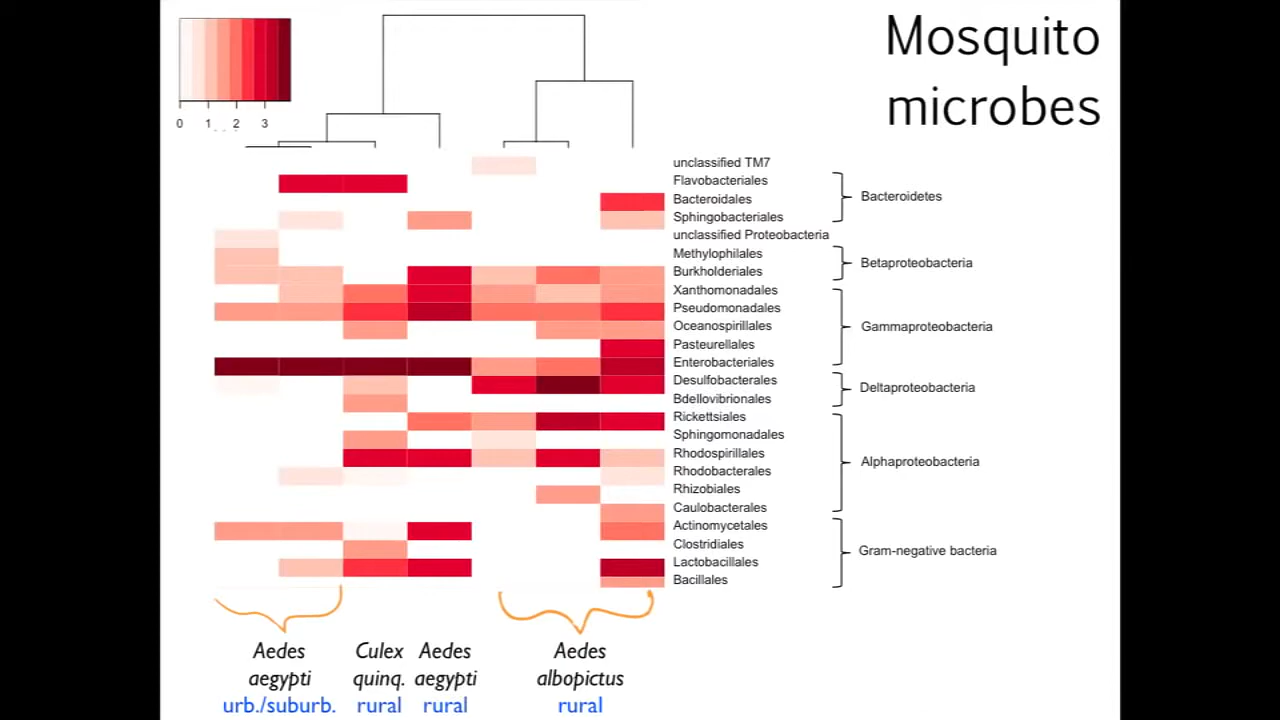 Mosquito
microbes
0 1 2 3
unclassified TM7
Flavobacteriales
Bacteroidales
Sphingobacteriales
unclassified Proteobacteria
Methylophilales
Burkholderiales
Xanthomonadales
Pseudomonadales
Oceanospirillales
Pasteurellales
Enterobacteriales
Desulfobacterales
Bdellovibrionales
Rickettsiales
Sphingomonadales
Rhodospirillales
Rhodobacterales
Rhizobiales
Caulobacterales
Actinomycetales
Clostridiales
Lactobacillales
Bacillales
Bacteroidetes
Betaproteobacteria
Gammaproteobacteria
Deltaproteobacteria
Alphaproteobacteria
Gram-negative bacteria
Aedes
aegypti
urb./suburb.
Culex
quinq.
rural
Aedes
aegypti
rural
Aedes
albopictus
rural